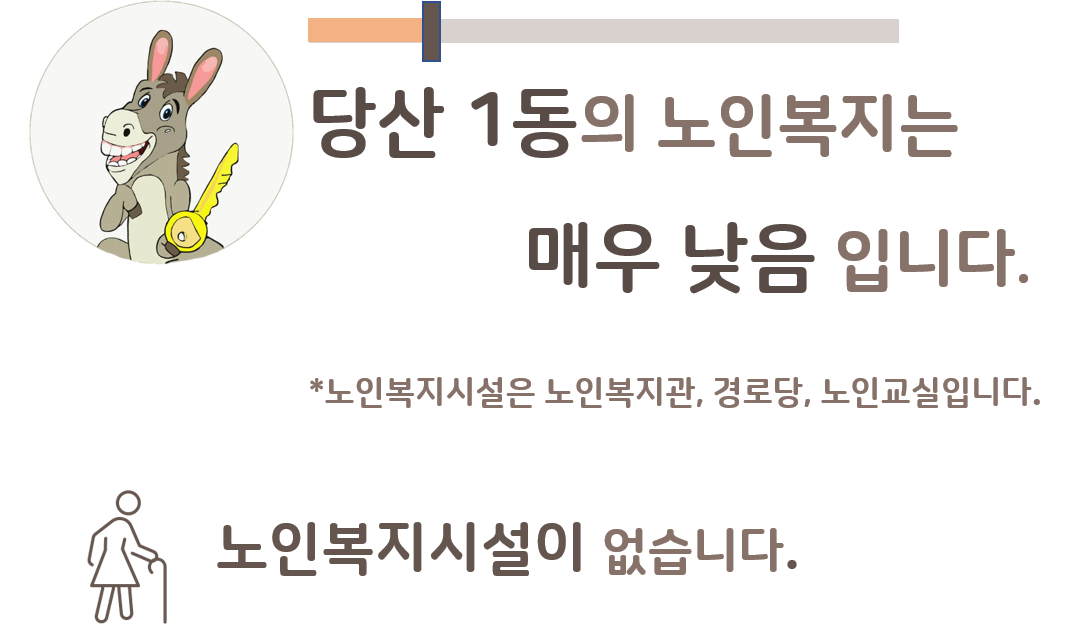 당산 1동의 노인복지는
매우 낮음 입니다.
*노인복지시설은 노인복지관, 경로당, 노인교실입니다.
노인복지시설이 없습니다.